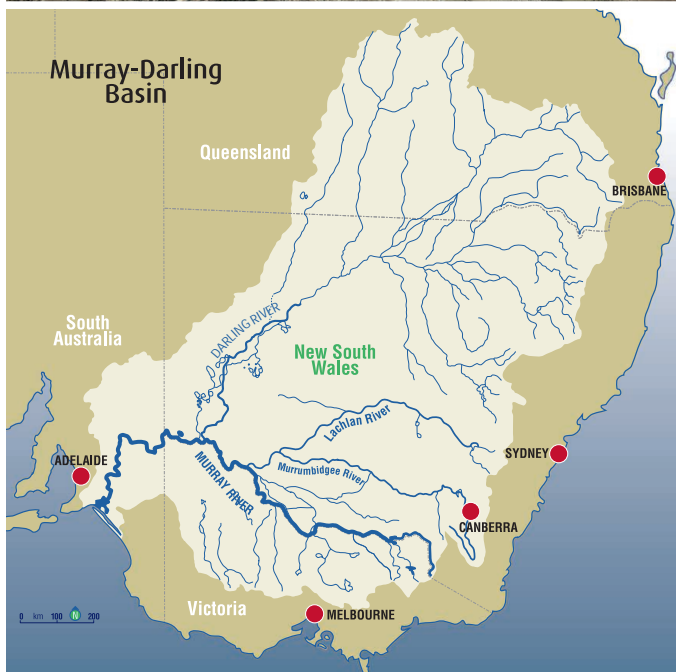 Murray-Darling
Basin
Queensland
BRISBANE
South
Australia
DARLING RIVER
New South
Wales
Lachlan River
SYDNEY
ADELAIDE
MURRAY RIVER
Murrumbidgee River
CANBERRA
Victoria
MELBOURNE
0 km 100 N 200